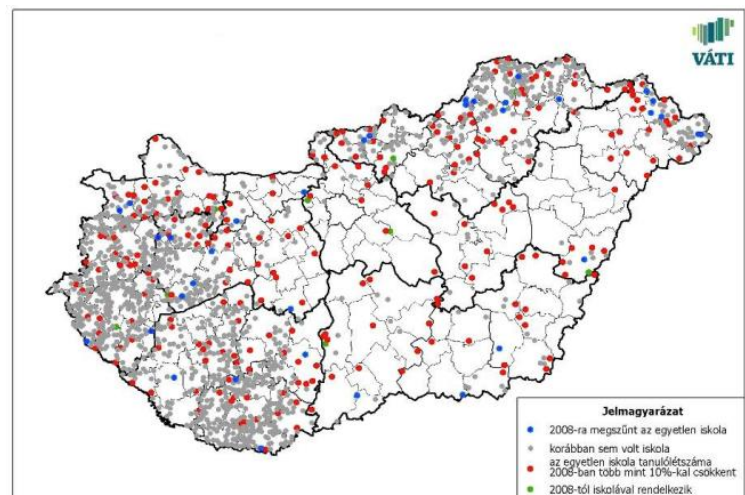 VÁTI
Jelmagyarázat
2008-ra megszűnt az egyetlen iskola
korábban sem volt iskola
az egyetlen iskola tanulólétszáma
2008-ban több mint 10%-kal csökkent
2008-tól iskolával rendelkezik